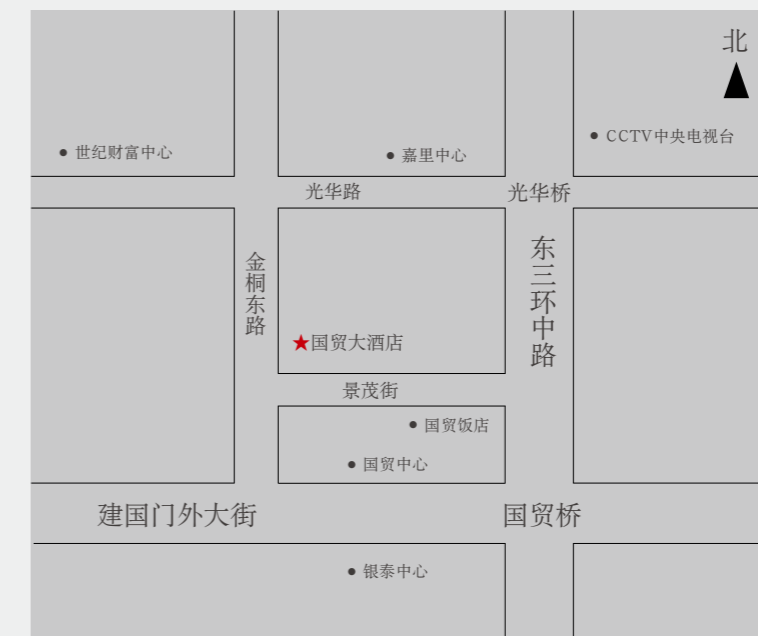 北
CCTV中央电视台
世纪财富中心
嘉里中心
光华路
光华桥
金桐东路
东三环中路
国贸大酒店
景茂街
国贸饭店
国贸中心
建国门外大街
国贸桥
银泰中心